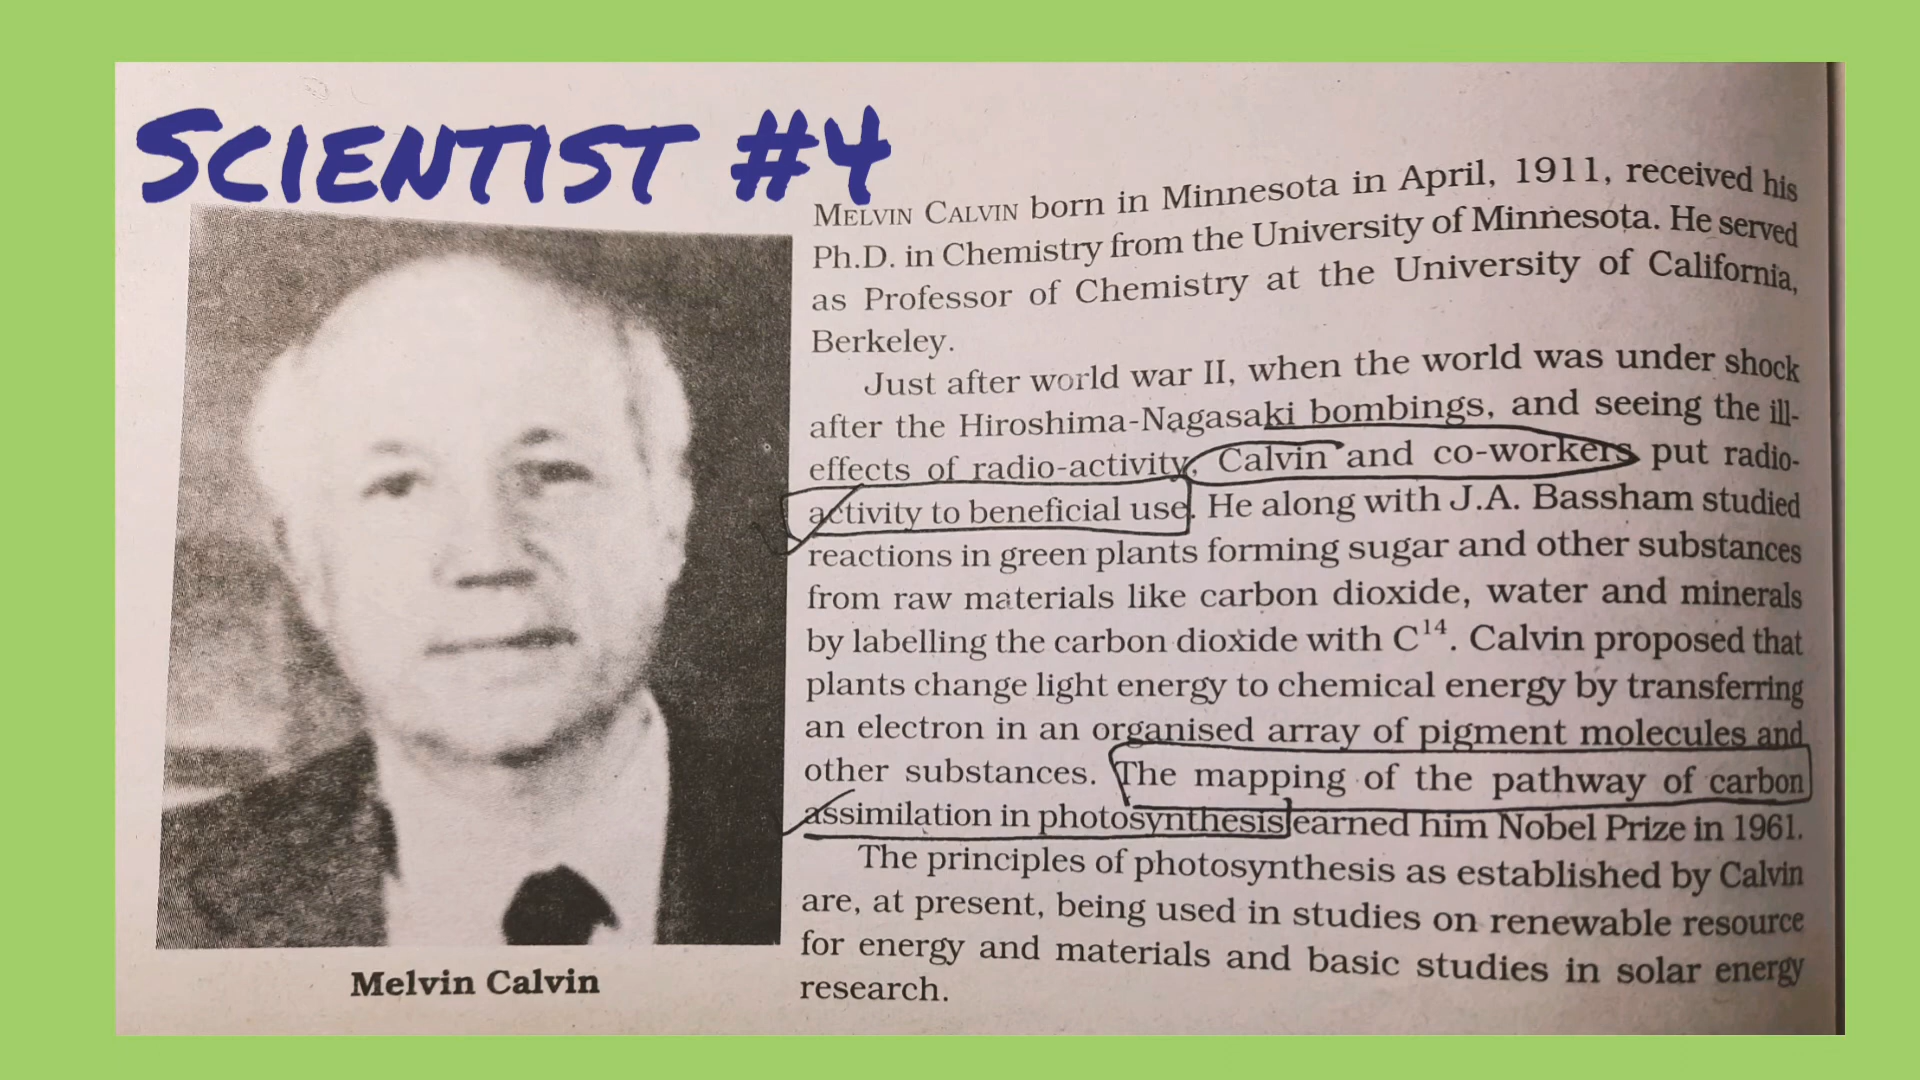 SCIENTIST #4
MELVIN CALVIN born in Minnesota in April, 1911, received his
Ph.D. in Chemistry from the University of Minnesota. He served
as Professor of Chemistry at the University of California,
Berkeley.
Just after world war II, when the world was under shock
after the Hiroshima-Nagasaki bombings, and seeing the ill-
effects of radio-activity, Calvin and co-workers put radio-
activity to beneficial use. He along with J.A. Bassham studied
reactions in green plants forming sugar and other substances
from raw materials like carbon dioxide, water and minerals
by labelling the carbon dioxide with C¹⁴. Calvin proposed that
plants change light energy to chemical energy by transferring
an electron in an organised array of pigment molecules and
other substances. The mapping of the pathway of carbon
assimilation in photosynthesis earned him Nobel Prize in 1961.
The principles of photosynthesis as established by Calvin
are, at present, being used in studies on renewable resource
for energy and materials and basic studies in solar energy
research.
Melvin Calvin